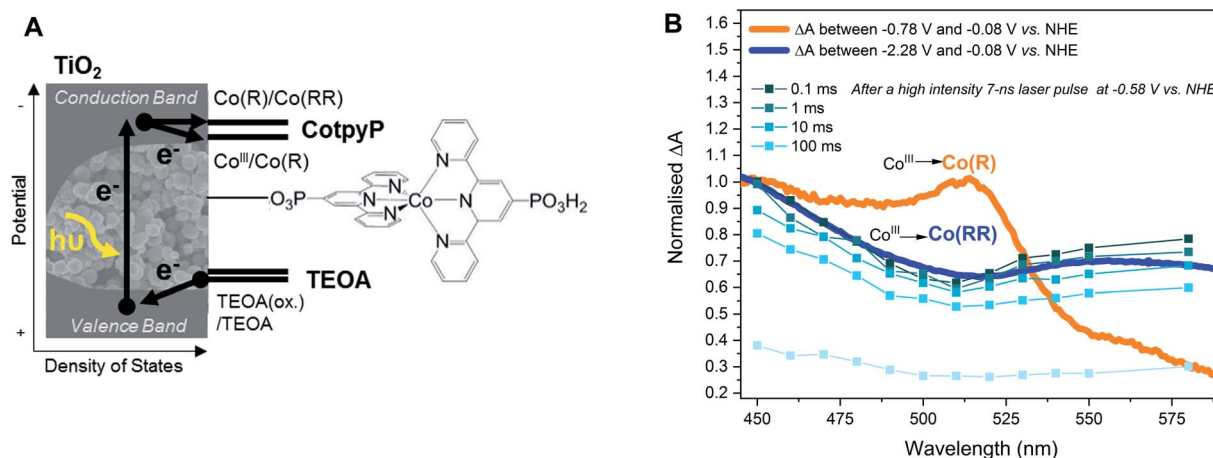 A
TiO2
Conduction Band
Co(R)/Co(RR)
CotpyP
CoIII/Co(R)
e-
e-
hυ
e-
TEOA
TEOA(ox.)
/TEOA
Valence Band
-
Potential
+
Density of States
O3P
N
N
N
Co
N
N
N
PO3H2
B
ΔA between -0.78 V and -0.08 V vs. NHE
ΔA between -2.28 V and -0.08 V vs. NHE
0.1 ms After a high intensity 7-ns laser pulse at -0.58 V vs. NHE
1 ms
10 ms
100 ms
CoIII Co(R)
CoIII Co(RR)
Normalised ΔA
1.6
1.5
1.4
1.3
1.2
1.1
1.0
0.9
0.8
0.7
0.6
0.5
0.4
0.3
0.2
450 475 500 525 550 575
Wavelength (nm)